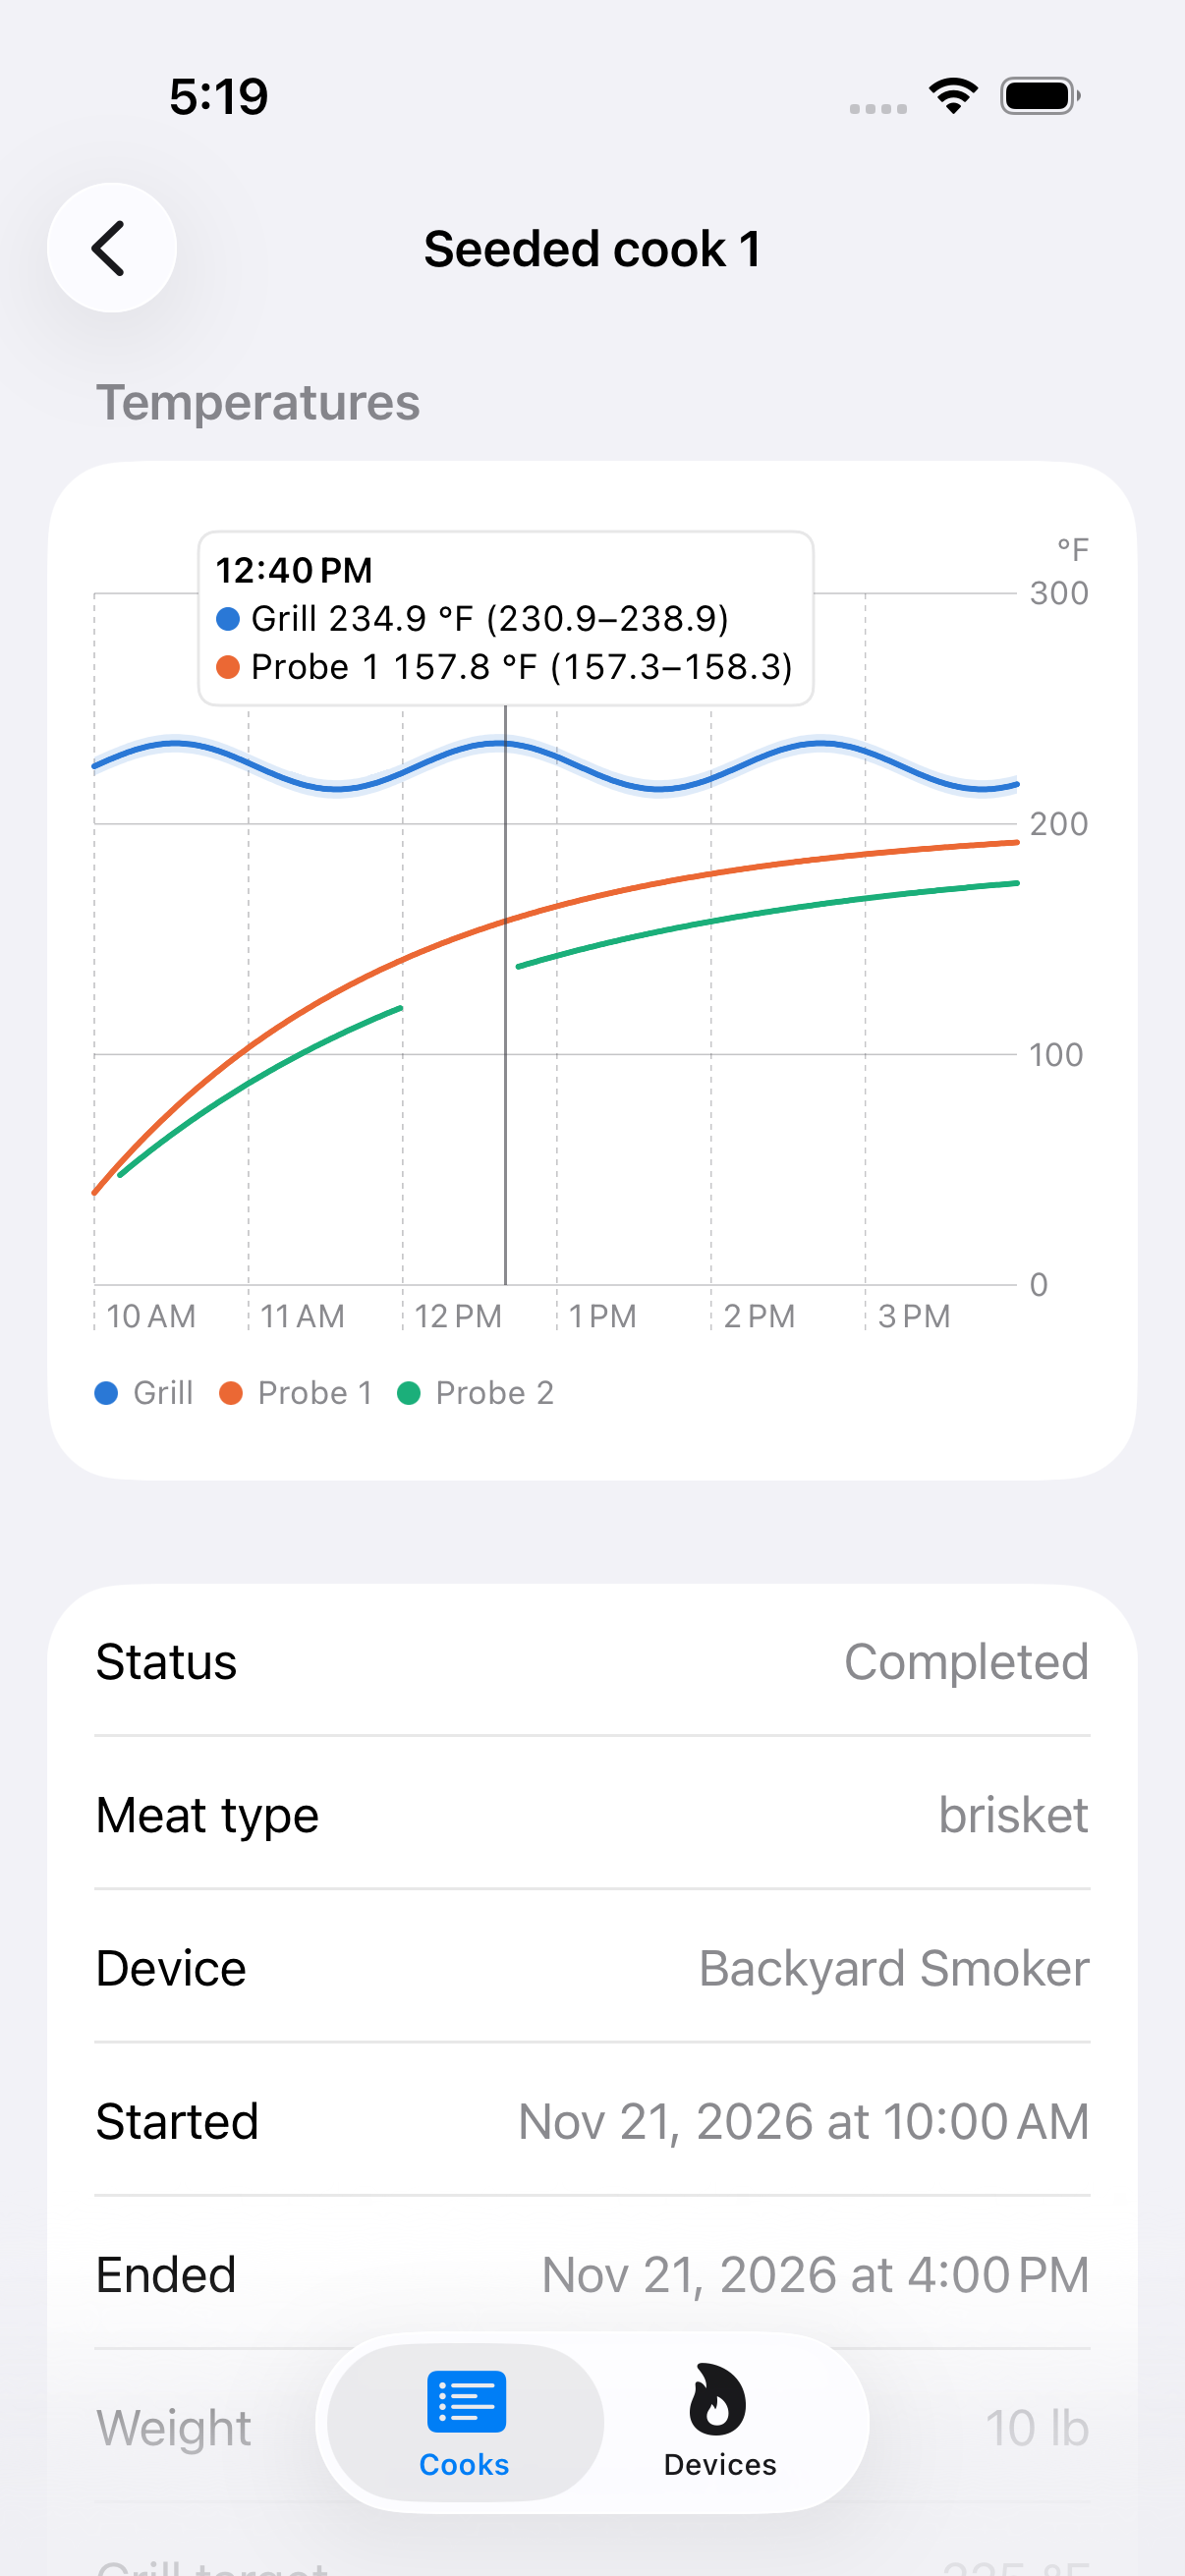 5:19
Seeded cook 1
Temperatures
12:40 PM
Grill 234.9 °F (230.9–238.9)
Probe 1 157.8 °F (157.3–158.3)
°F
300
200
100
0
10 AM 11 AM 12 PM 1 PM 2 PM 3 PM
Grill Probe 1 Probe 2
Status Completed
Meat type brisket
Device Backyard Smoker
Started Nov 21, 2026 at 10:00 AM
Ended Nov 21, 2026 at 4:00 PM
Weight 10 lb
Cooks Devices
Grill target 225 °F